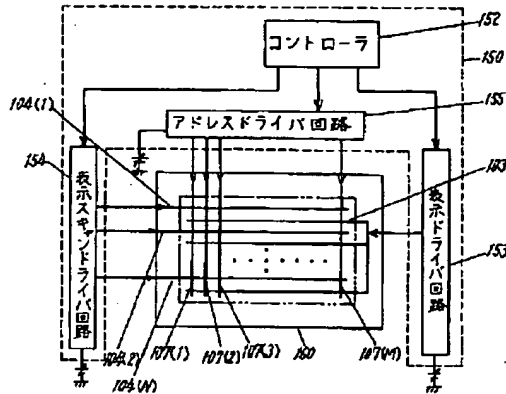 152
コントローラ
150
155
104(1)
アドレスドライバ回路
154
表示スキャンドライバ回路
103
表示ドライバ回路
153
104(2)
104(N)
107(1)
107(2)
107(3)
160
107(M)